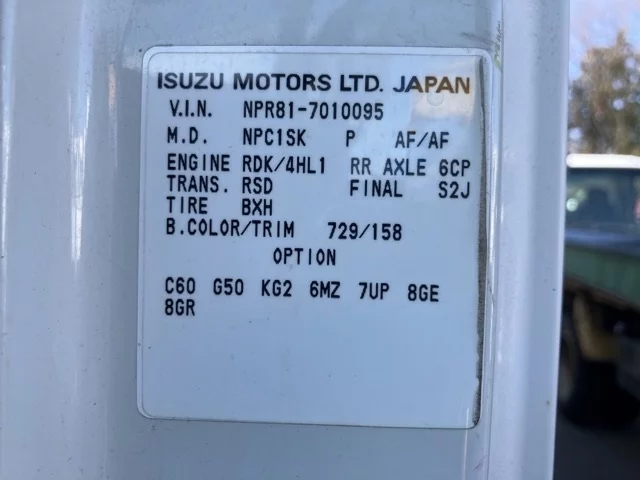 ISUZU MOTORS LTD. JAPAN
V.I.N. NPR81-7010095
M.D. NPC1SK P AF/AF
ENGINE RDK/4HL1 RR AXLE 6CP
TRANS. RSD FINAL S2J
TIRE BXH
B.COLOR/TRIM 729/158
OPTION
C60 G50 KG2 6MZ 7UP 8GE
8GR